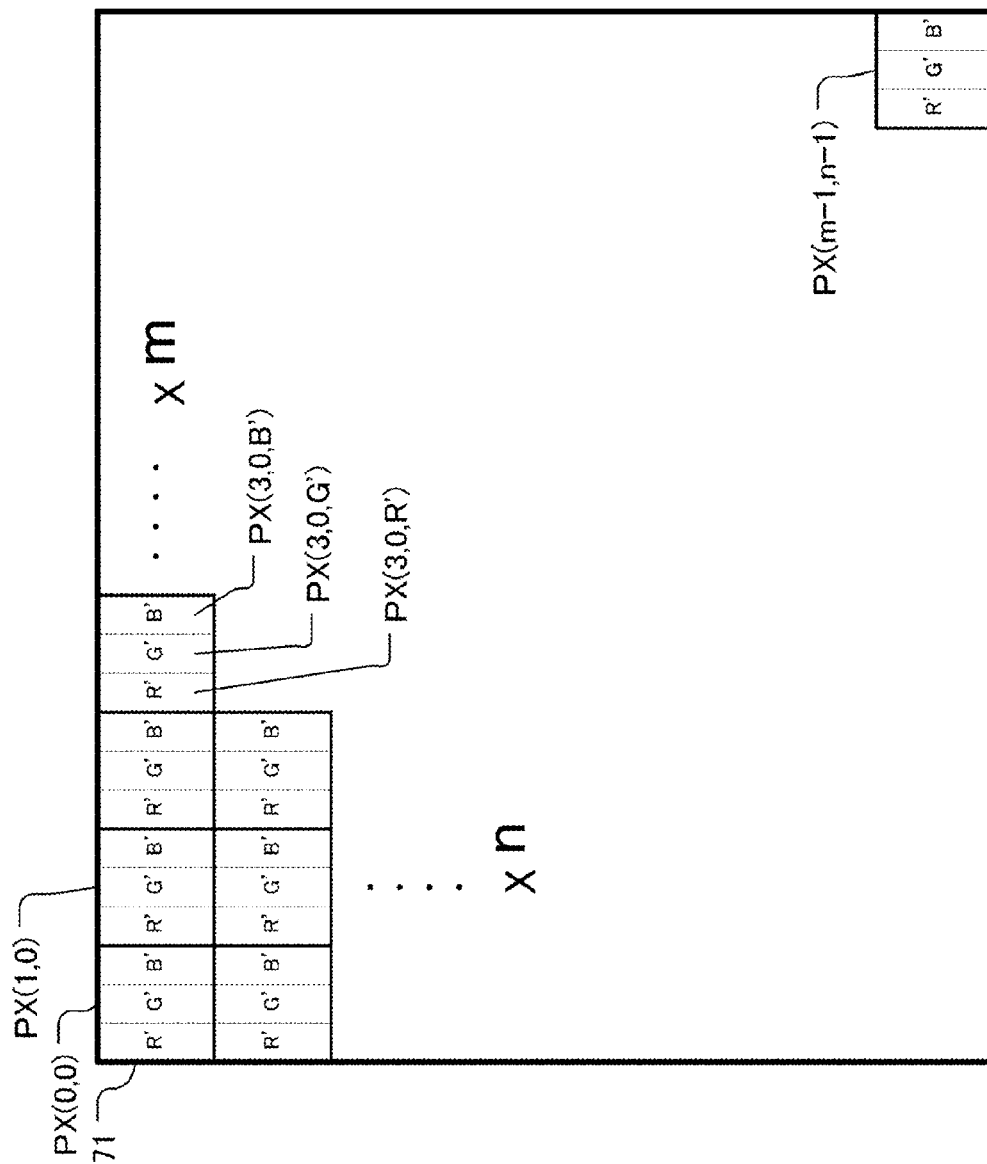 PX(1,0)
PX(0,0)
71
R' G' B' R' G' B' R' G' B' R' G' B' .... x m
R' G' B' R' G' B' R' G' B'
PX(3,0,B')
PX(3,0,G')
PX(3,0,R')
....
x n
PX(m-1,n-1)
R' G' B'